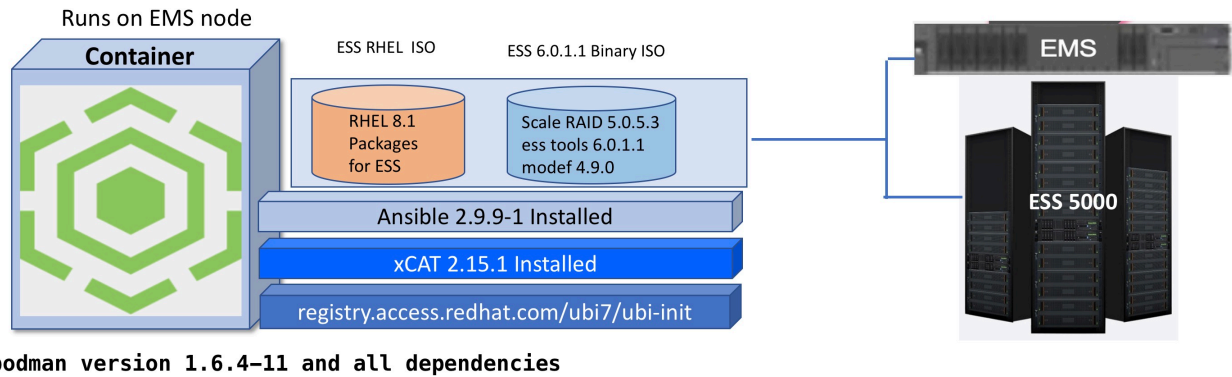 Runs on EMS node
Container
ESS RHEL ISO
ESS 6.0.1.1 Binary ISO
RHEL 8.1
Packages
for ESS
Scale RAID 5.0.5.3
ess tools 6.0.1.1
modef 4.9.0
Ansible 2.9.9-1 Installed
xCAT 2.15.1 Installed
registry.access.redhat.com/ubi7/ubi-init
EMS
ESS 5000
podman version 1.6.4-11 and all dependencies